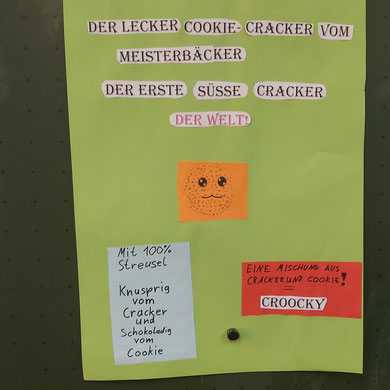 DER LECKER COOKIE- CRACKER VOM
MEISTERBÄCKER
DER ERSTE SÜSSE CRACKER
DER WELT!
Mit 100%
Streusel
Knusprig
vom
Cracker
und
Schokoladig
vom
Cookie
EINE MISCHUNG AUS
CRACKER UND COOKIE!
=
CROOCKY